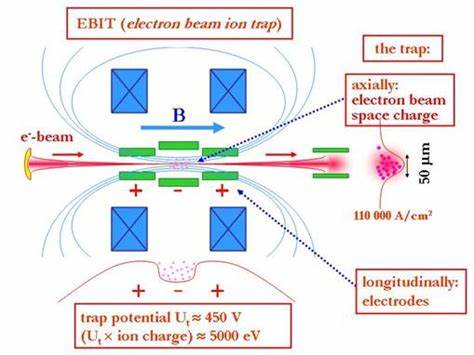 EBIT (electron beam ion trap)
the trap:
axially:
electron beam
space charge
B
e⁻-beam
+ - +
50 µm
110 000 A/cm²
longitudinally:
electrodes
+ - +
trap potential Uₜ ≈ 450 V
(Uₜ × ion charge) ≈ 5000 eV